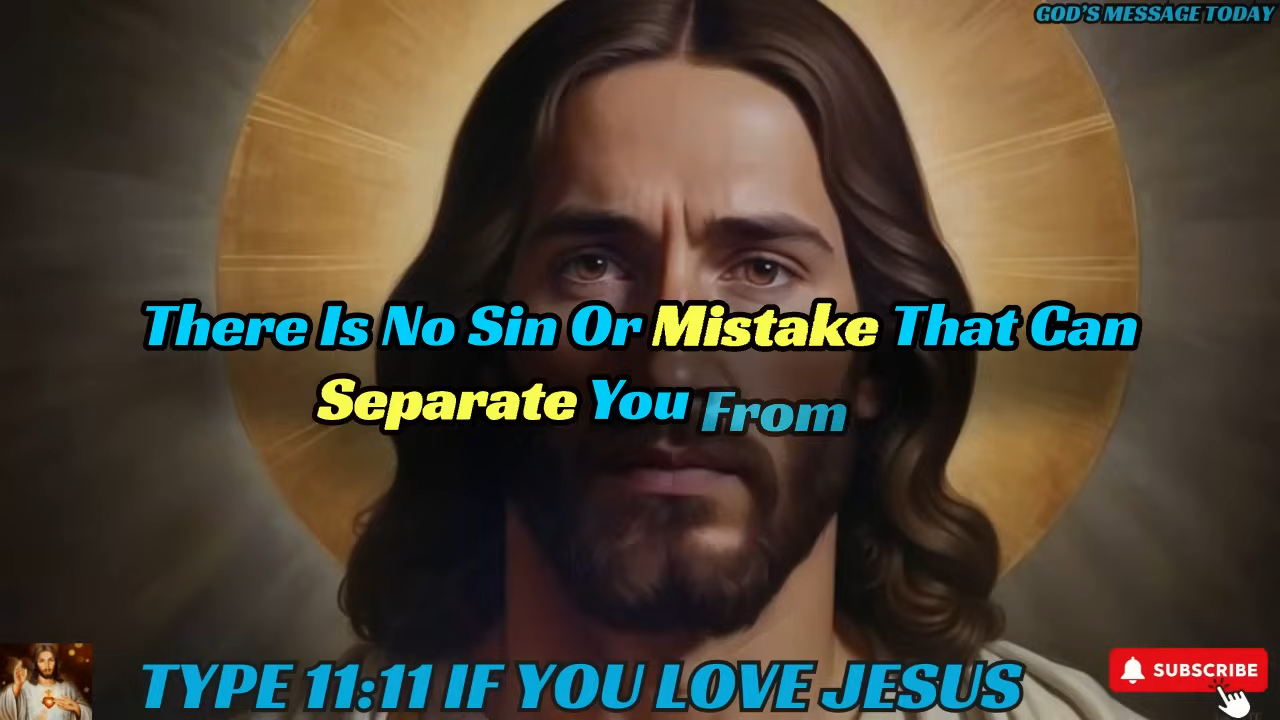 GOD'S MESSAGE TODAY
There Is No Sin Or Mistake That Can
Separate You From
TYPE 11:11 IF YOU LOVE JESUS
SUBSCRIBE